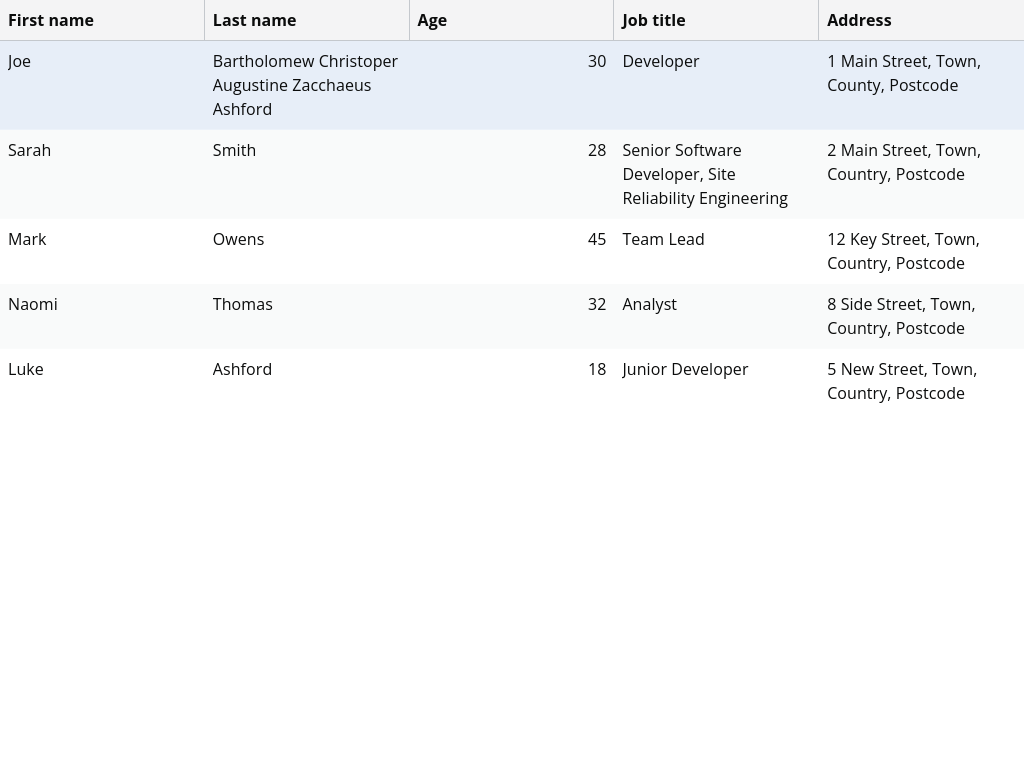 First name Last name Age Job title Address
Joe Bartholomew Christoper 30 Developer 1 Main Street, Town,
Augustine Zacchaeus County, Postcode
Ashford
Sarah Smith 28 Senior Software 2 Main Street, Town,
Developer, Site Country, Postcode
Reliability Engineering
Mark Owens 45 Team Lead 12 Key Street, Town,
Country, Postcode
Naomi Thomas 32 Analyst 8 Side Street, Town,
Country, Postcode
Luke Ashford 18 Junior Developer 5 New Street, Town,
Country, Postcode